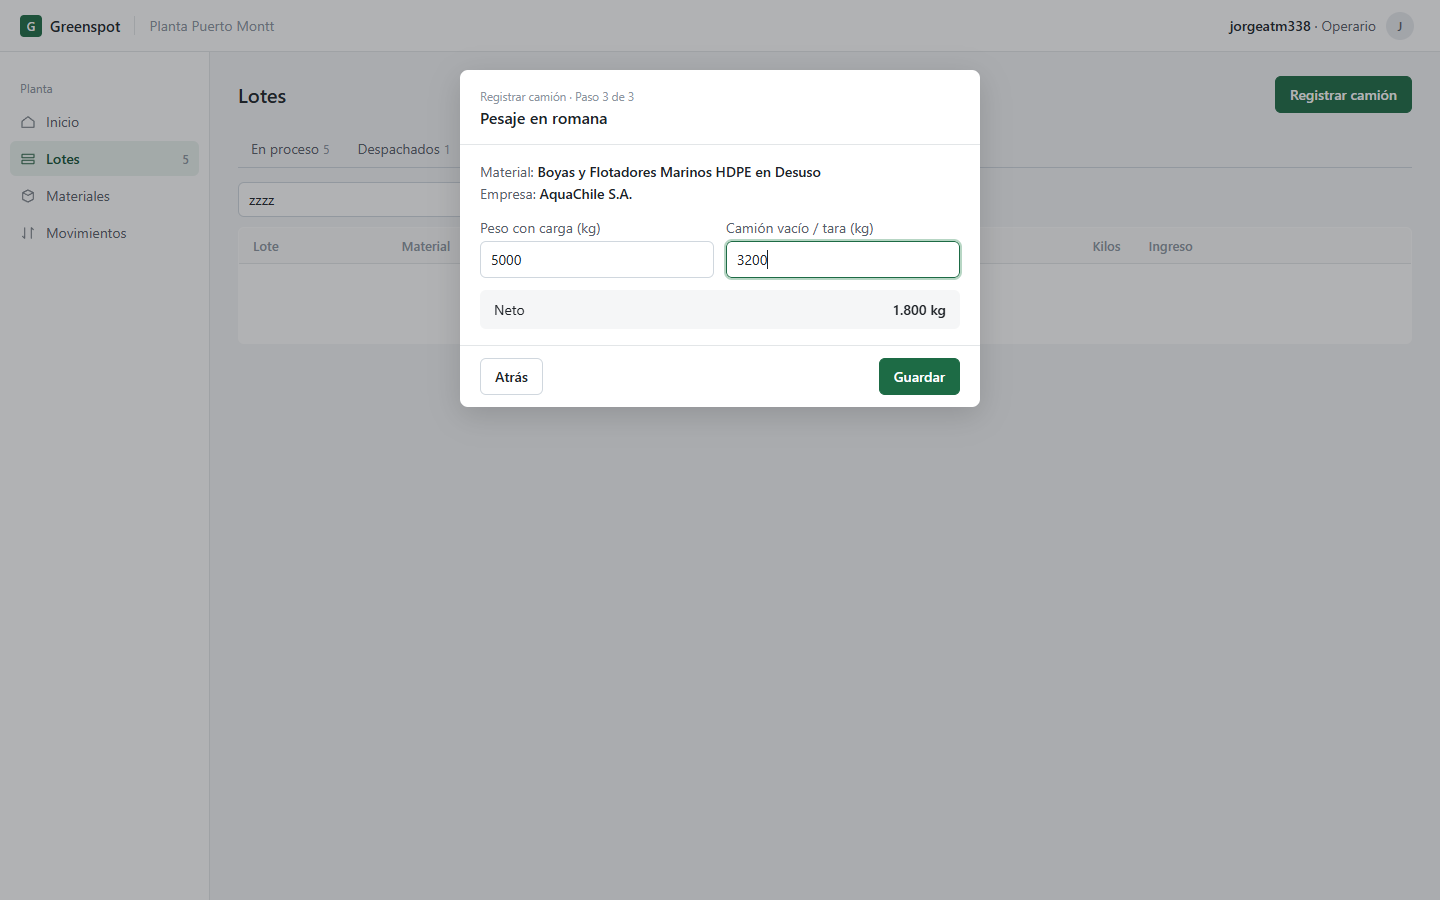 G Greenspot Planta Puerto Montt jorgeatm338 · Operario J
Planta
Inicio
Lotes 5
Materiales
Movimientos
Lotes
Registrar camión
En proceso 5 Despachados 1
zzzz
Lote Material Kilos Ingreso
Registrar camión · Paso 3 de 3
Pesaje en romana
Material: Boyas y Flotadores Marinos HDPE en Desuso
Empresa: AquaChile S.A.
Peso con carga (kg) Camión vacío / tara (kg)
5000 3200
Neto 1.800 kg
Atrás Guardar